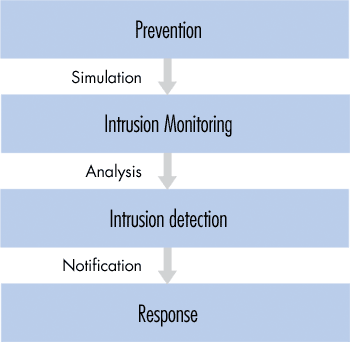 Prevention
Simulation
Intrusion Monitoring
Analysis
Intrusion detection
Notification
Response